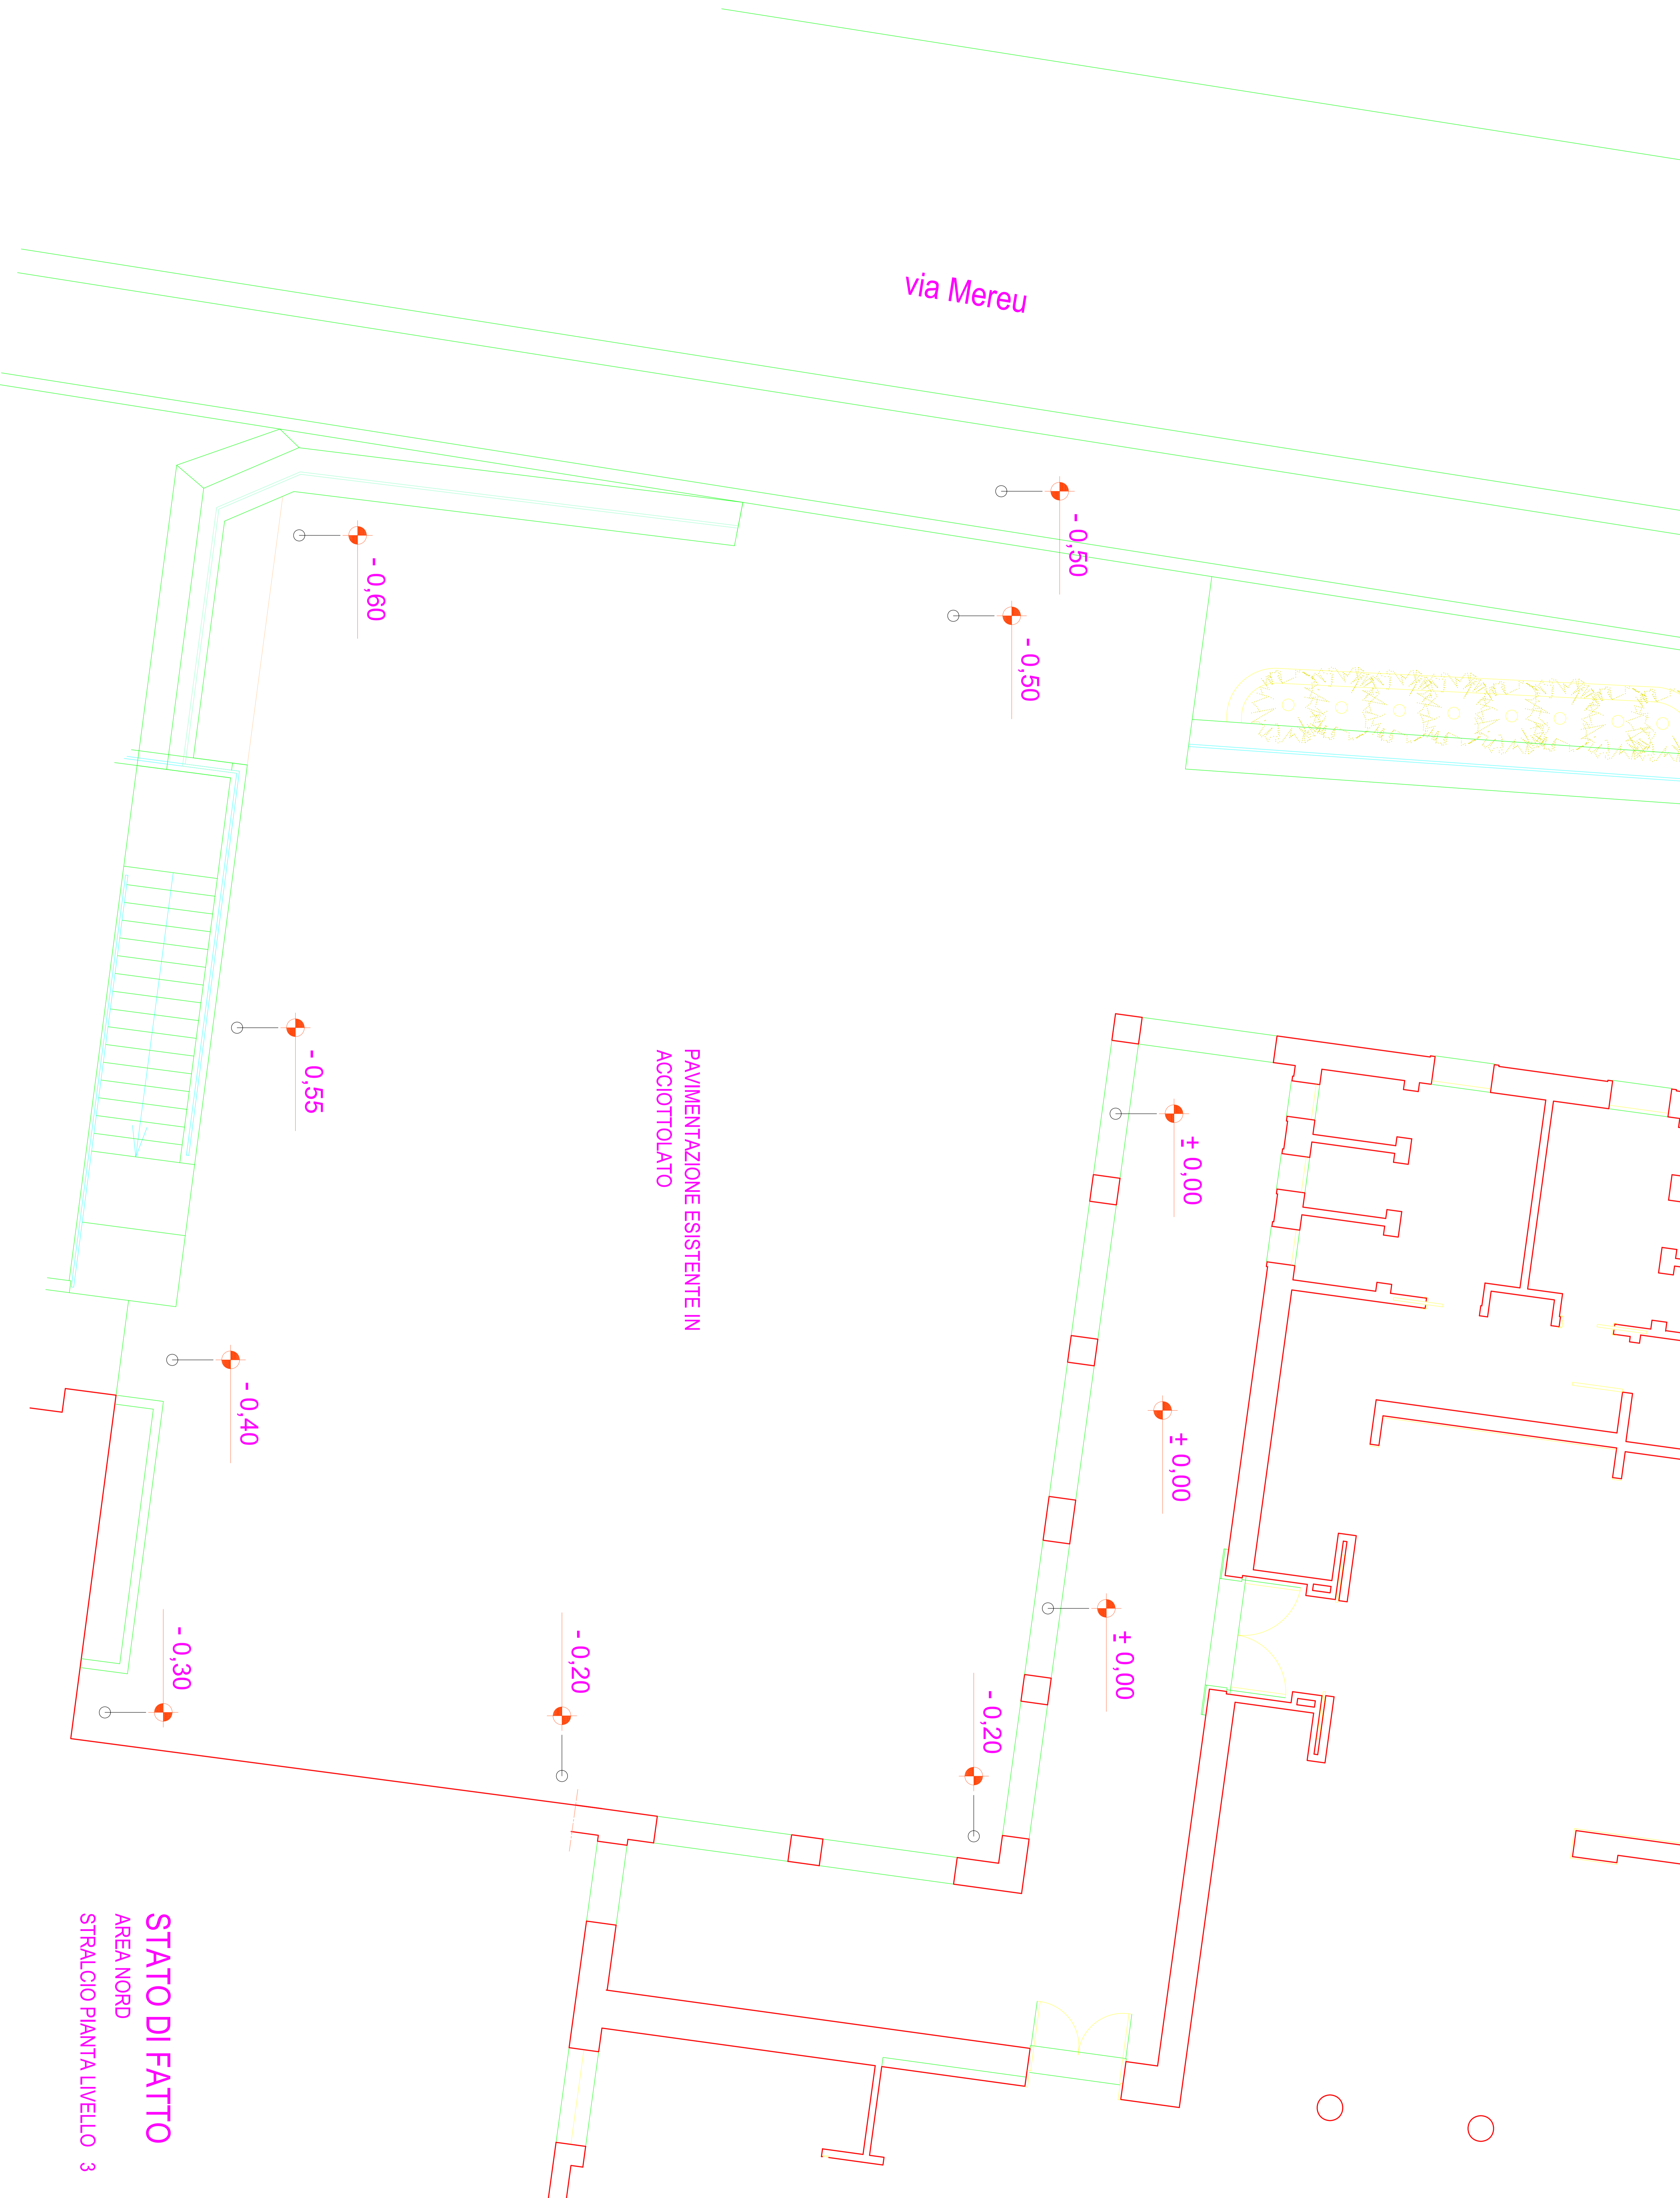 via Mereu
- 0,50
- 0,60
- 0,50
- 0,55
PAVIMENTAZIONE ESISTENTE IN
ACCIOTTOLATO
± 0,00
- 0,40
± 0,00
- 0,30
- 0,20
± 0,00
- 0,20
STATO DI FATTO
AREA NORD
STRALCIO PIANTA LIVELLO 3